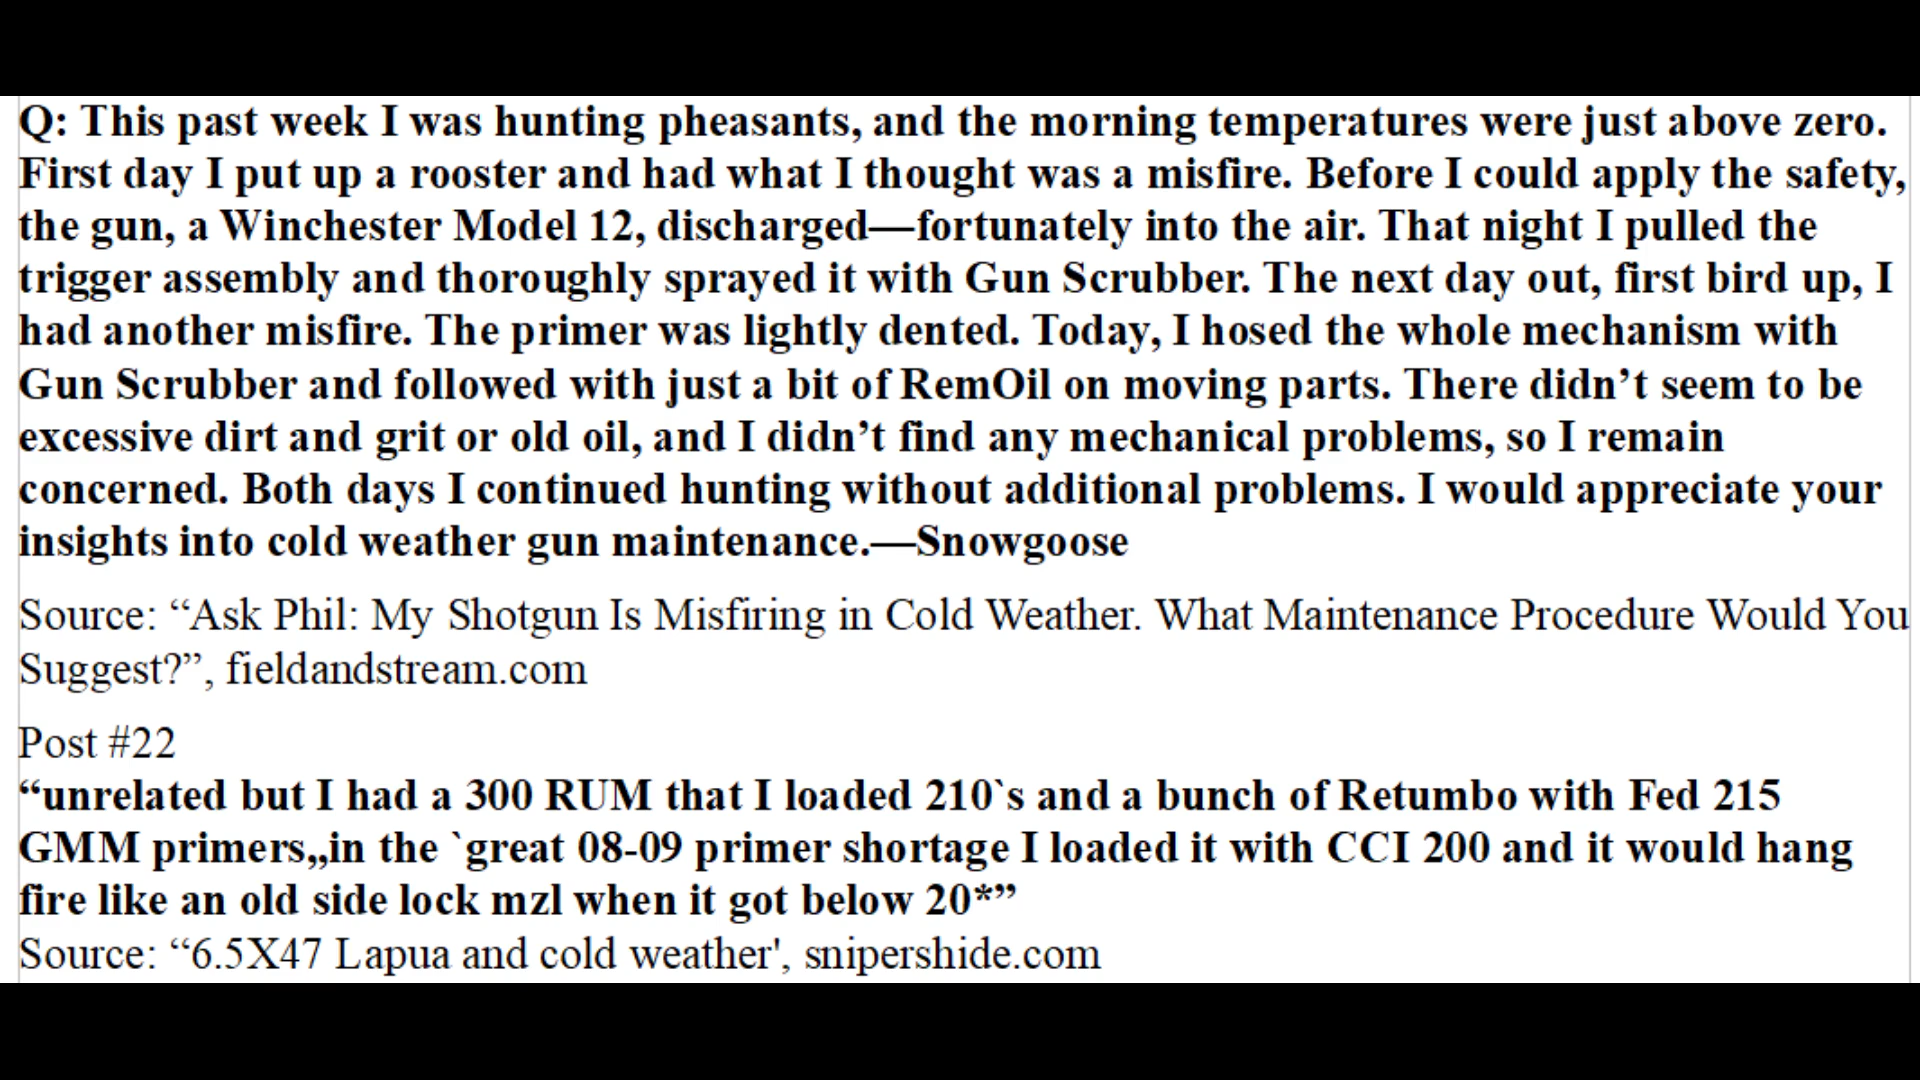 Q: This past week I was hunting pheasants, and the morning temperatures were just above zero.
First day I put up a rooster and had what I thought was a misfire. Before I could apply the safety,
the gun, a Winchester Model 12, discharged—fortunately into the air. That night I pulled the
trigger assembly and thoroughly sprayed it with Gun Scrubber. The next day out, first bird up, I
had another misfire. The primer was lightly dented. Today, I hosed the whole mechanism with
Gun Scrubber and followed with just a bit of RemOil on moving parts. There didn’t seem to be
excessive dirt and grit or old oil, and I didn’t find any mechanical problems, so I remain
concerned. Both days I continued hunting without additional problems. I would appreciate your
insights into cold weather gun maintenance.—Snowgoose
Source: “Ask Phil: My Shotgun Is Misfiring in Cold Weather. What Maintenance Procedure Would You
Suggest?”, fieldandstream.com
Post #22
“unrelated but I had a 300 RUM that I loaded 210`s and a bunch of Retumbo with Fed 215
GMM primers,,in the `great 08-09 primer shortage I loaded it with CCI 200 and it would hang
fire like an old side lock mzl when it got below 20*”
Source: “6.5X47 Lapua and cold weather', snipershide.com